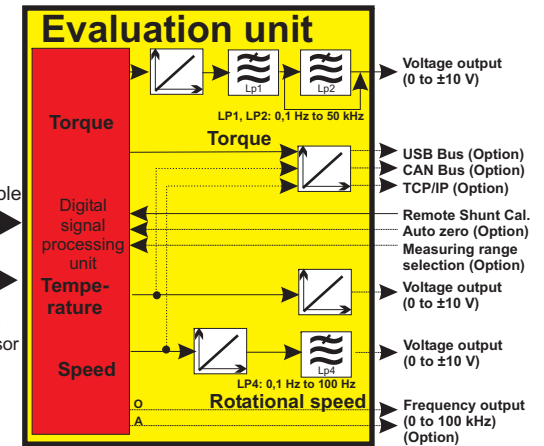 Evaluation unit
Lp1
Lp2
Voltage output
(0 to ±10 V)
LP1, LP2: 0,1 Hz to 50 kHz
Torque
Torque
USB Bus (Option)
CAN Bus (Option)
TCP/IP (Option)
Digital
signal
processing
unit
Remote Shunt Cal.
Auto zero (Option)
Measuring range
selection (Option)
Tempe-
rature
Voltage output
(0 to ±10 V)
Speed
Lp4
LP4: 0,1 Hz to 100 Hz
Voltage output
(0 to ±10 V)
Rotational speed
O
A
Frequency output
(0 to 100 kHz)
(Option)